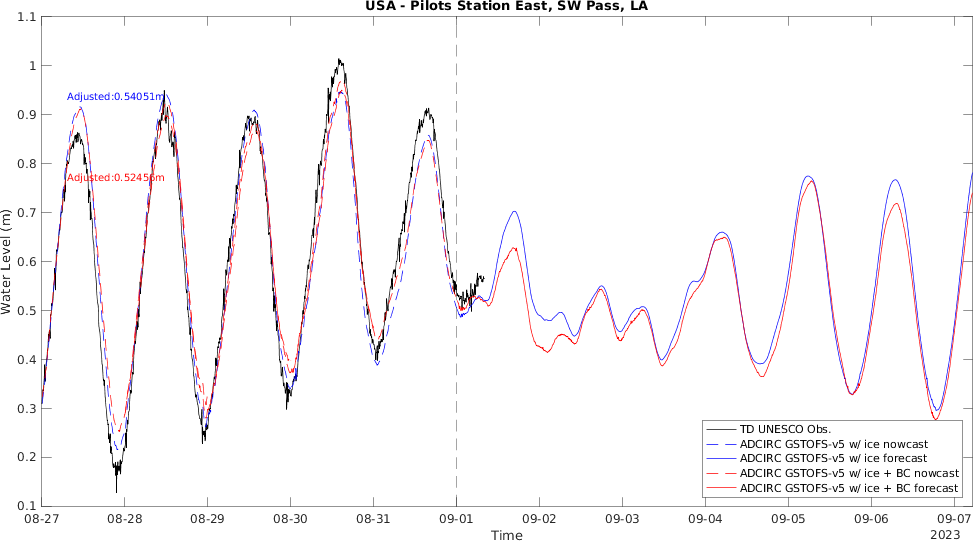 USA - Pilots Station East, SW Pass, LA
1.1
1
0.9
0.8
0.7
0.6
0.5
0.4
0.3
0.2
0.1
Water Level (m)
Adjusted:0.54051m
Adjusted:0.52456m
TD UNESCO Obs.
ADCIRC GSTOFS-v5 w/ ice nowcast
ADCIRC GSTOFS-v5 w/ ice forecast
ADCIRC GSTOFS-v5 w/ ice + BC nowcast
ADCIRC GSTOFS-v5 w/ ice + BC forecast
08-27 08-28 08-29 08-30 08-31 09-01 09-02 09-03 09-04 09-05 09-06 09-07
Time
2023